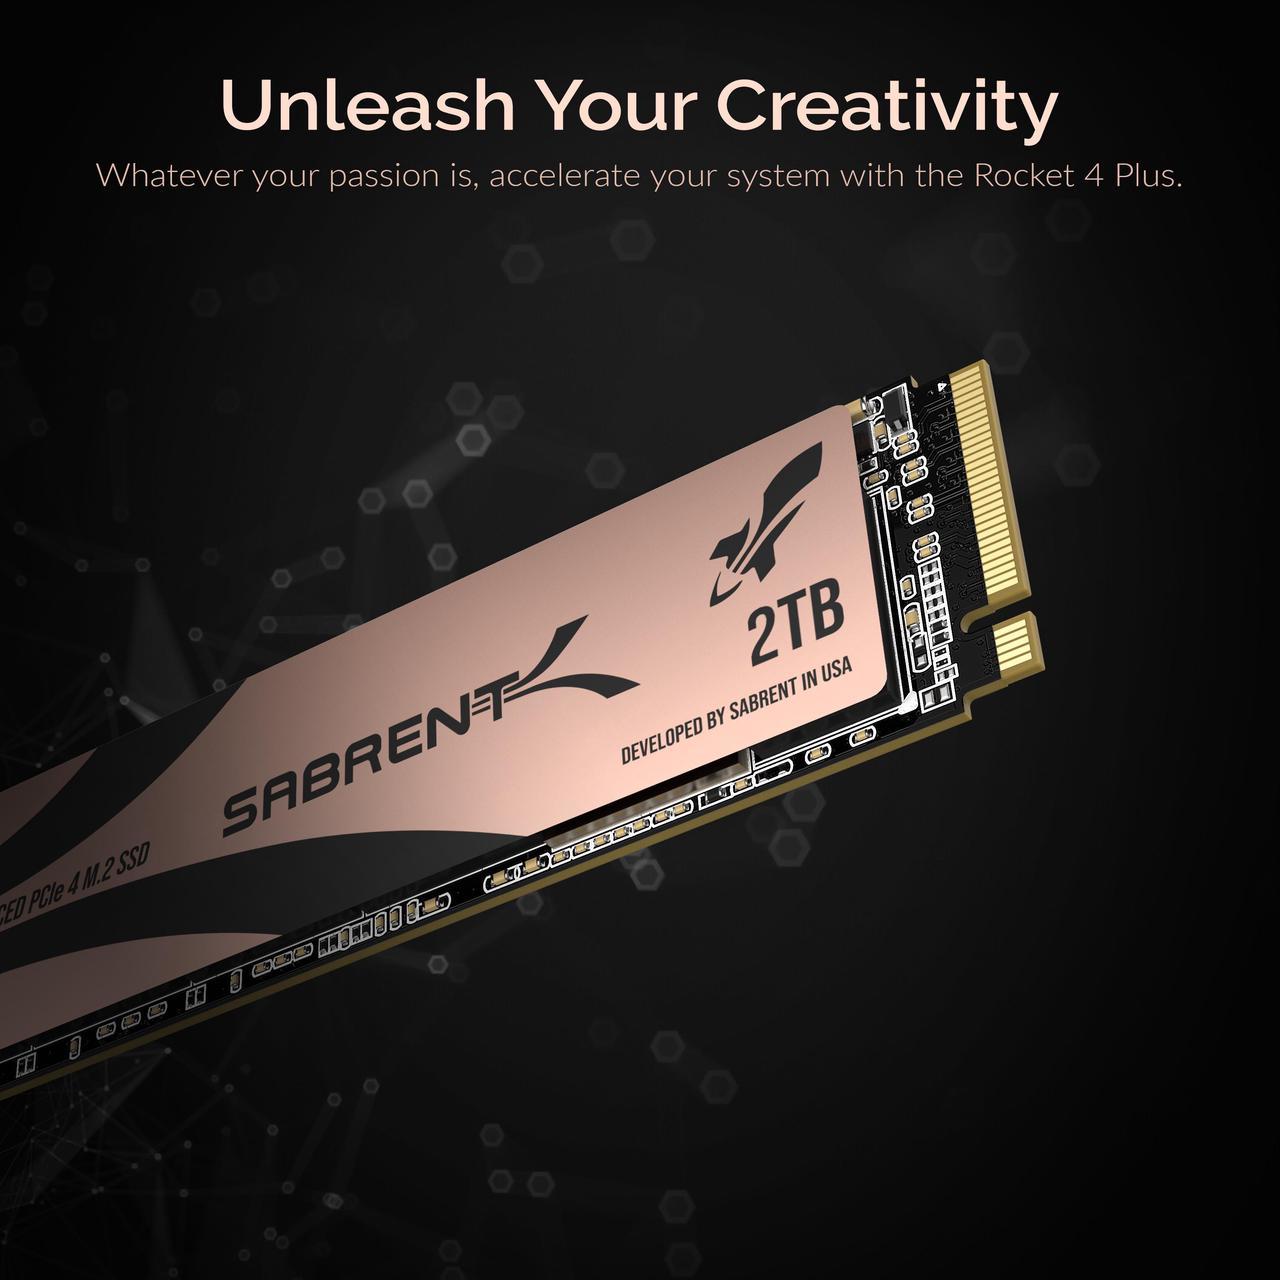 Unleash Your Creativity
Whatever your passion is, accelerate your system with the Rocket 4 Plus.
2TB
SABRENT
DEVELOPED BY SABRENT IN USA
PCIe 4 M.2 SSD